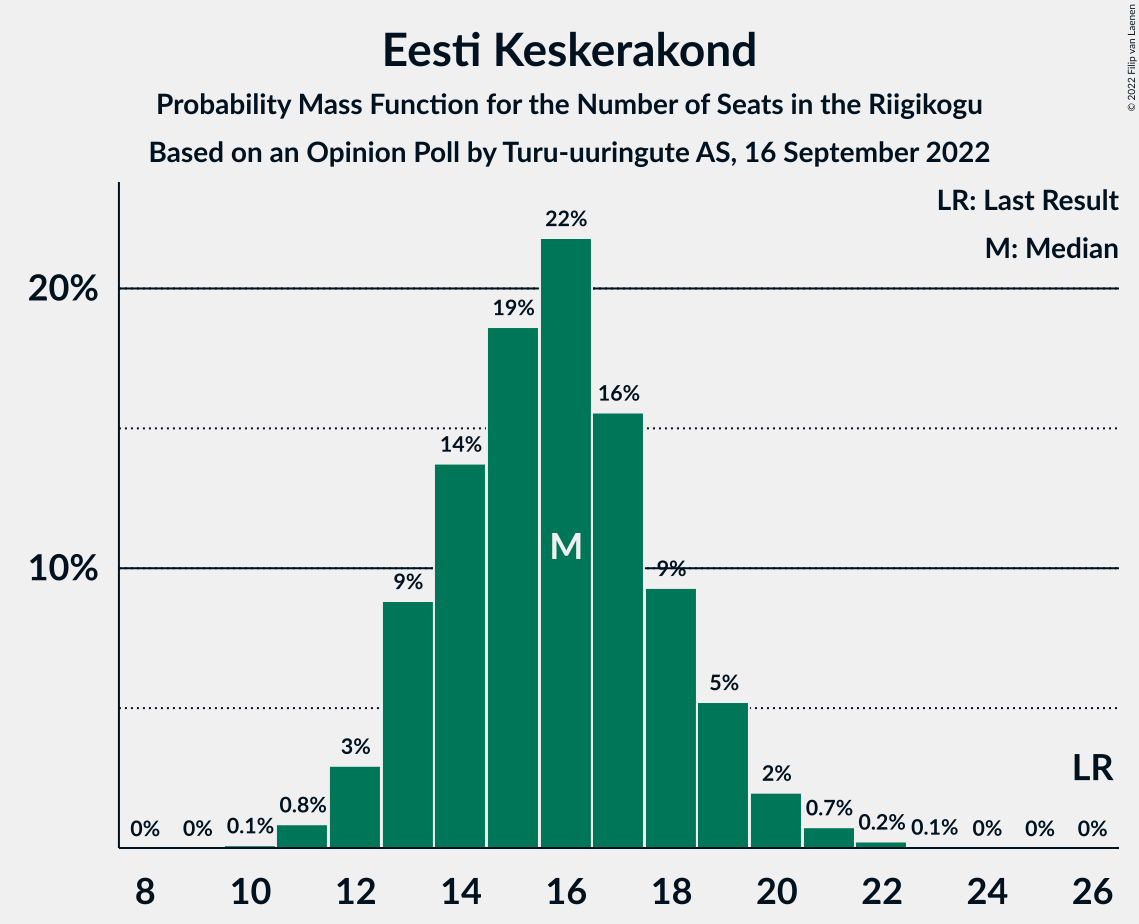 Eesti Keskerakond
Probability Mass Function for the Number of Seats in the Riigikogu
Based on an Opinion Poll by Turu-uuringute AS, 16 September 2022
© 2022 Filip van Laenen
LR: Last Result
M: Median
20%
10%
0%
0%
0.1%
0.8%
3%
9%
14%
19%
22%
16%
9%
5%
2%
0.7%
0.2%
0.1%
0%
0%
0%
M
LR
8 10 12 14 16 18 20 22 24 26